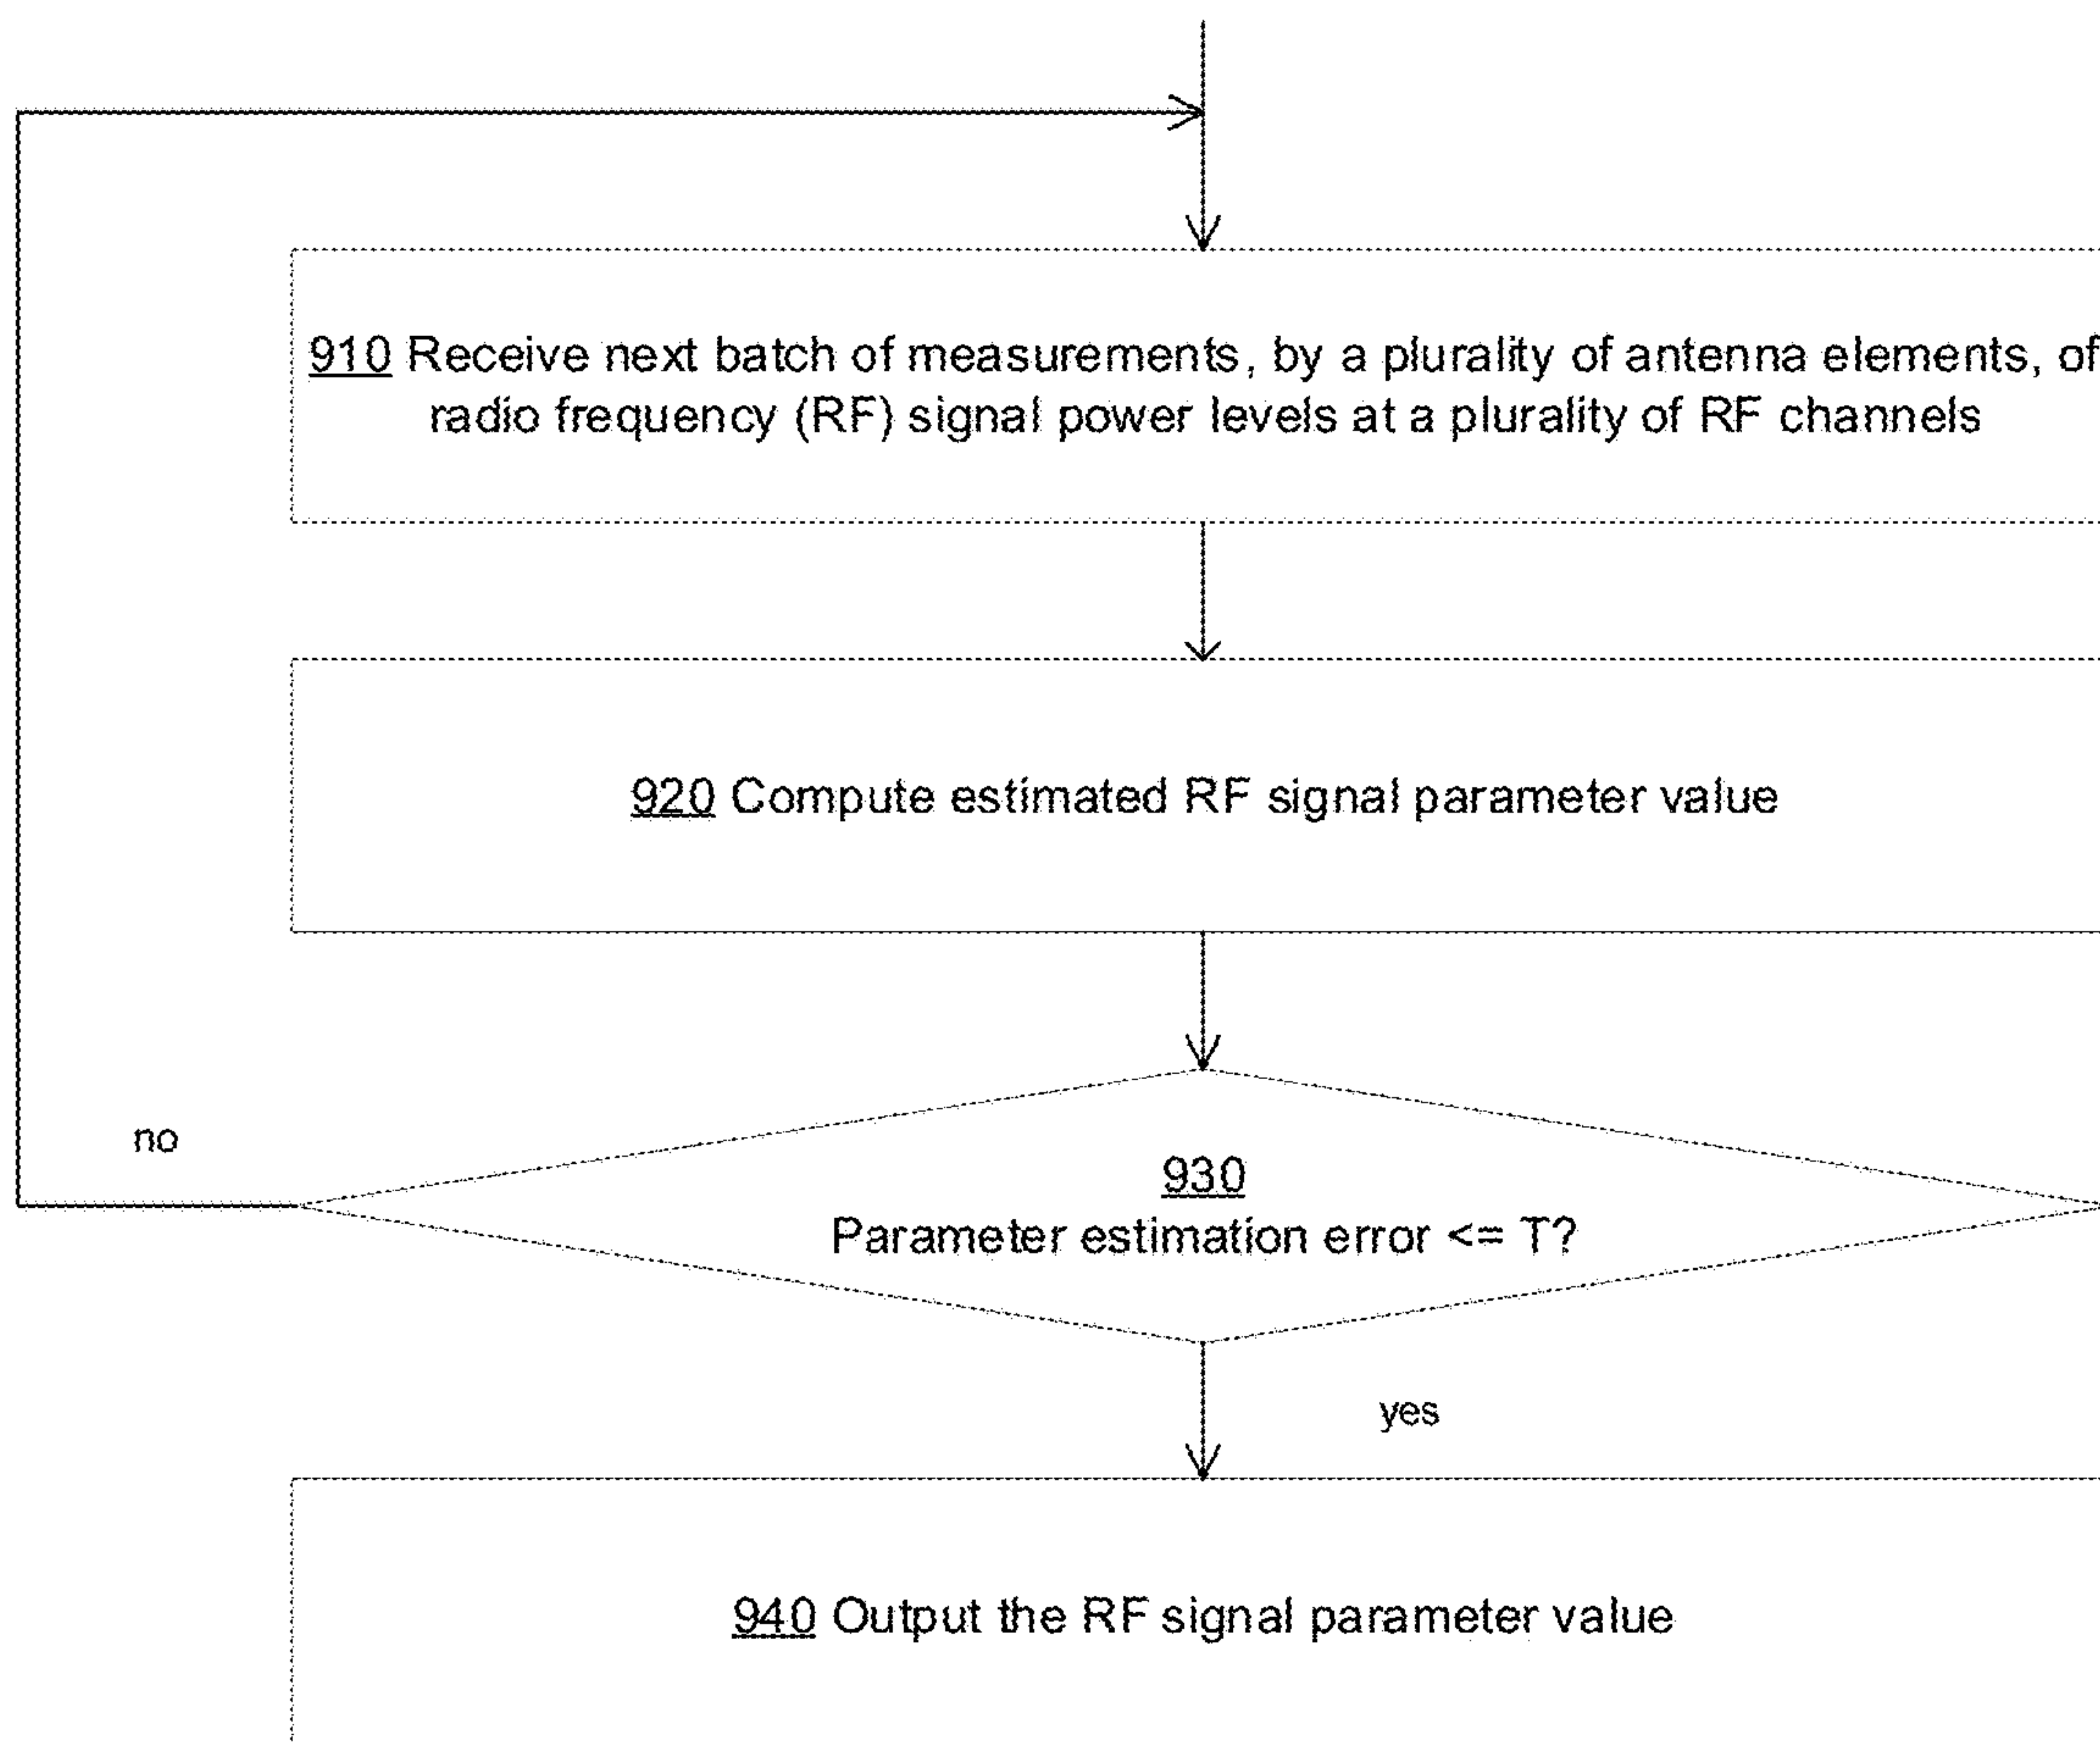 910 Receive next batch of measurements, by a plurality of antenna elements, of
radio frequency (RF) signal power levels at a plurality of RF channels
920 Compute estimated RF signal parameter value
no
930
Parameter estimation error <= T?
yes
940 Output the RF signal parameter value